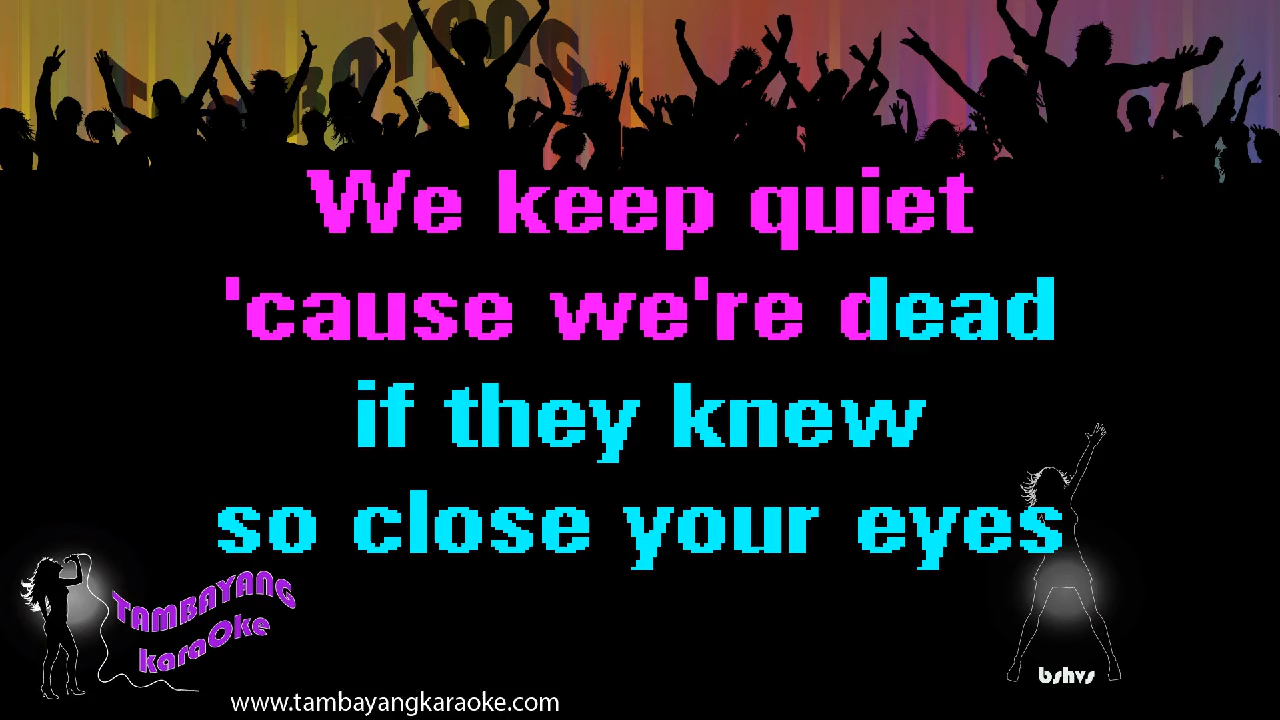 TAMBAYANG
We keep quiet
'cause we're dead
if they knew
so close your eyes
TAMBAYANG
karaOke
bshvs
www.tambayangkaraoke.com